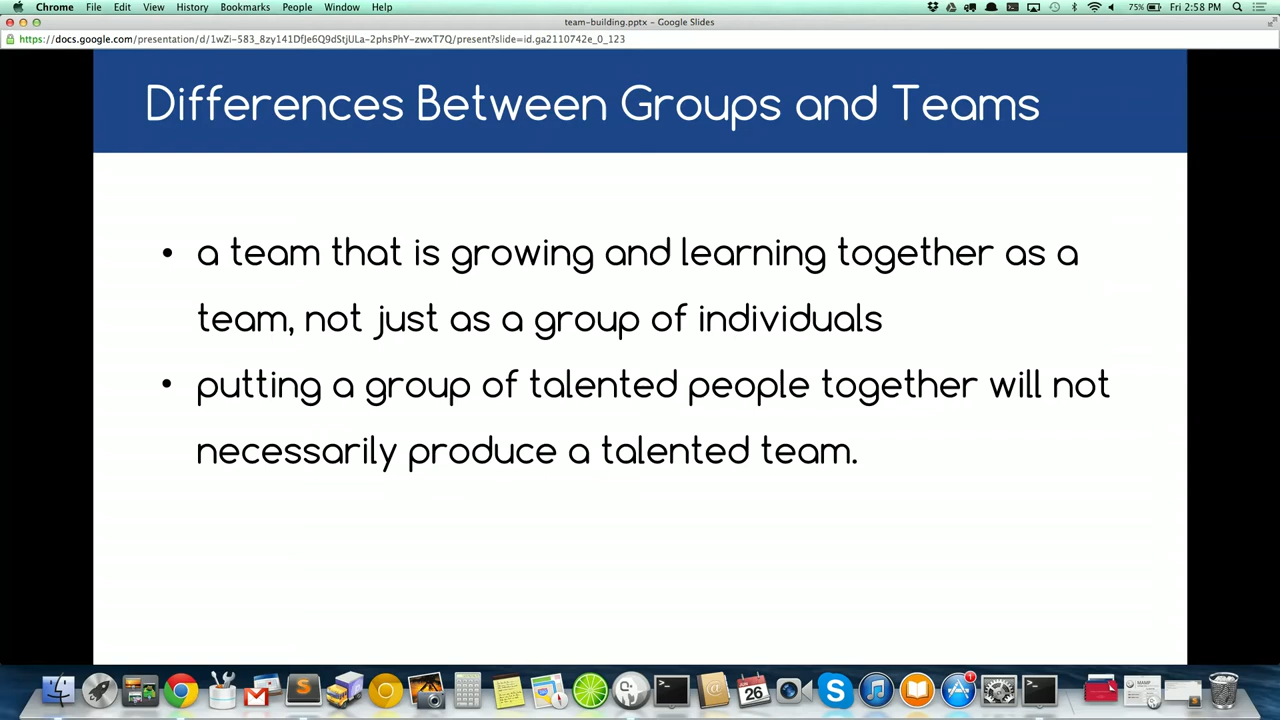 Chrome File Edit View History Bookmarks People Window Help 75% Fri 2:58 PM
team-building.pptx - Google Slides
https://docs.google.com/presentation/d/1wZi-583_8zy141DfJe6Q9dStjULa-2phsPhY-zwxT7Q/present?slide=id.ga2110742e_0_123
Differences Between Groups and Teams
• a team that is growing and learning together as a
team, not just as a group of individuals
• putting a group of talented people together will not
necessarily produce a talented team.
26
1